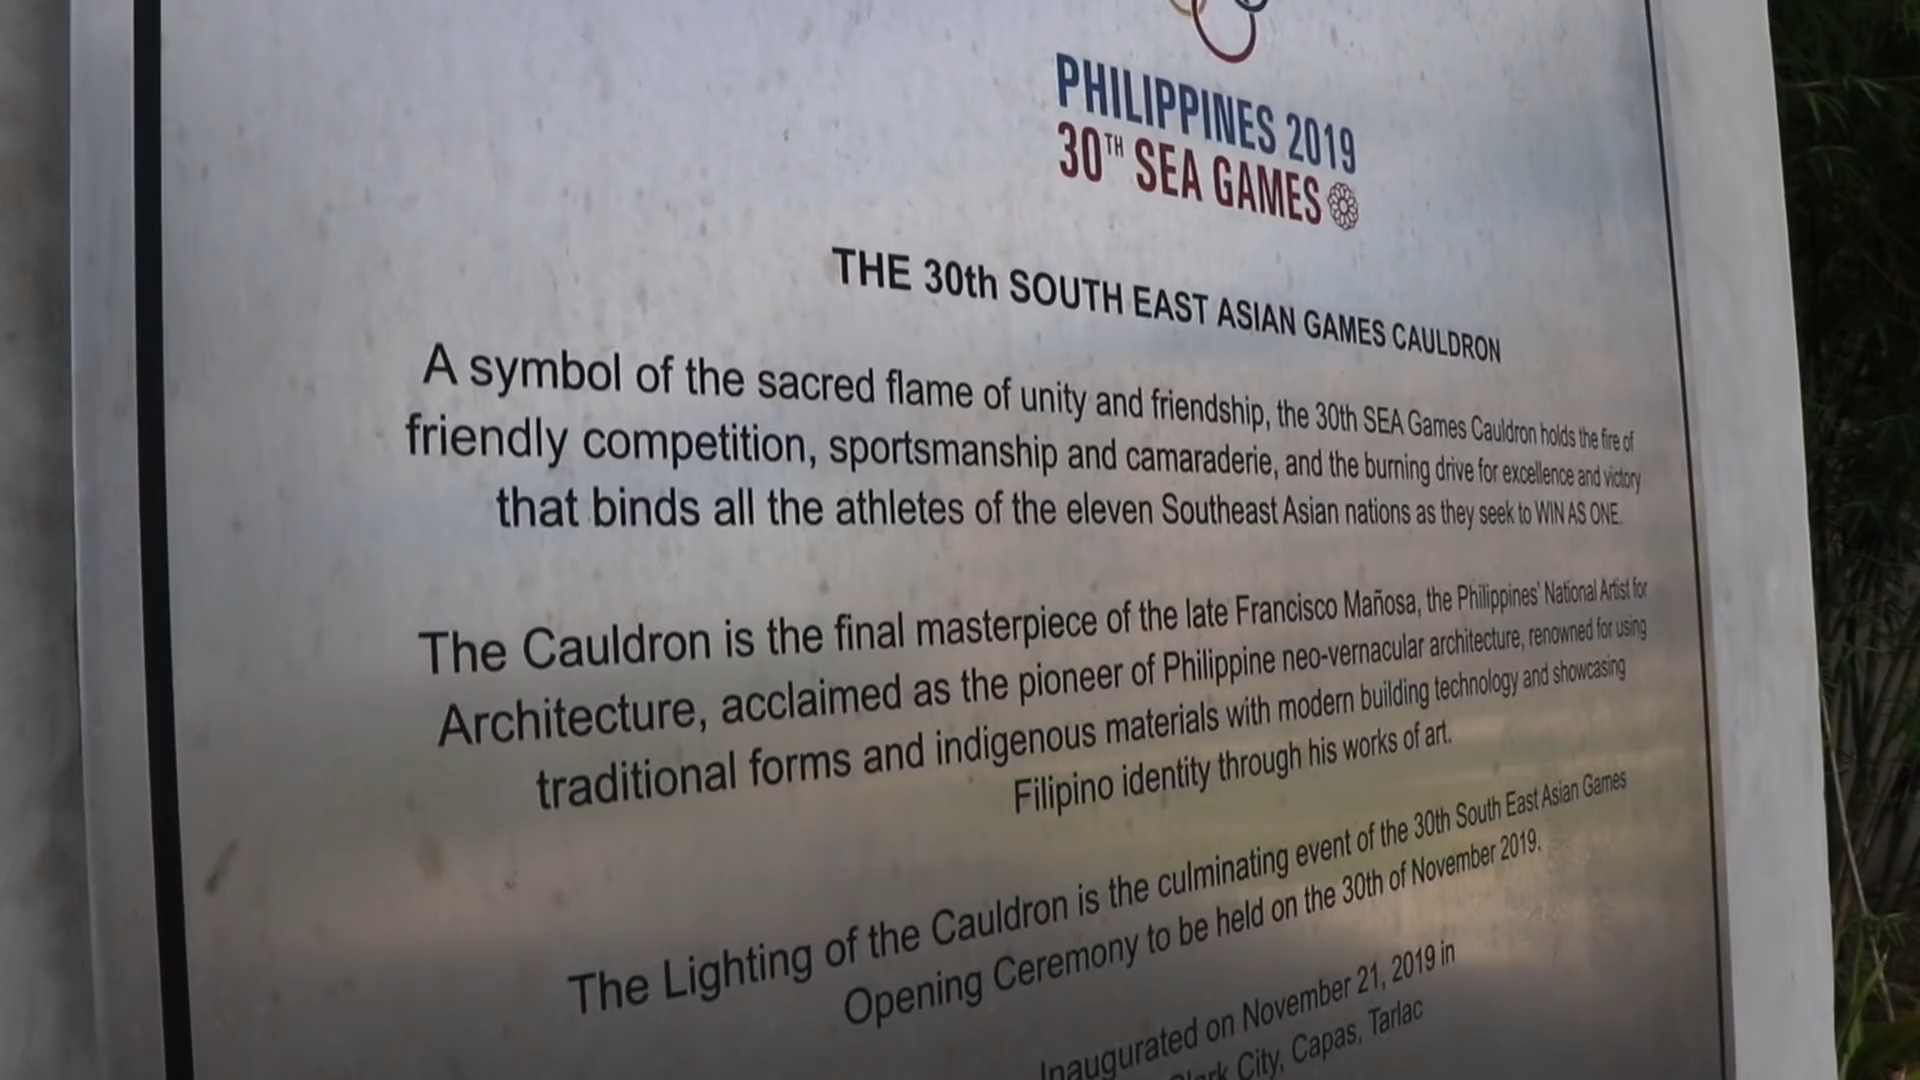 PHILIPPINES 2019
30TH SEA GAMES
THE 30th SOUTH EAST ASIAN GAMES CAULDRON
A symbol of the sacred flame of unity and friendship, the 30th SEA Games Cauldron holds the fire of
friendly competition, sportsmanship and camaraderie, and the burning drive for excellence and victory
that binds all the athletes of the eleven Southeast Asian nations as they seek to WIN AS ONE.
The Cauldron is the final masterpiece of the late Francisco Mañosa, the Philippines' National Artist for
Architecture, acclaimed as the pioneer of Philippine neo-vernacular architecture, renowned for using
traditional forms and indigenous materials with modern building technology and showcasing
Filipino identity through his works of art.
The Lighting of the Cauldron is the culminating event of the 30th South East Asian Games
Opening Ceremony to be held on the 30th of November 2019.
Inaugurated on November 21, 2019 in
City, Capas, Tarlac